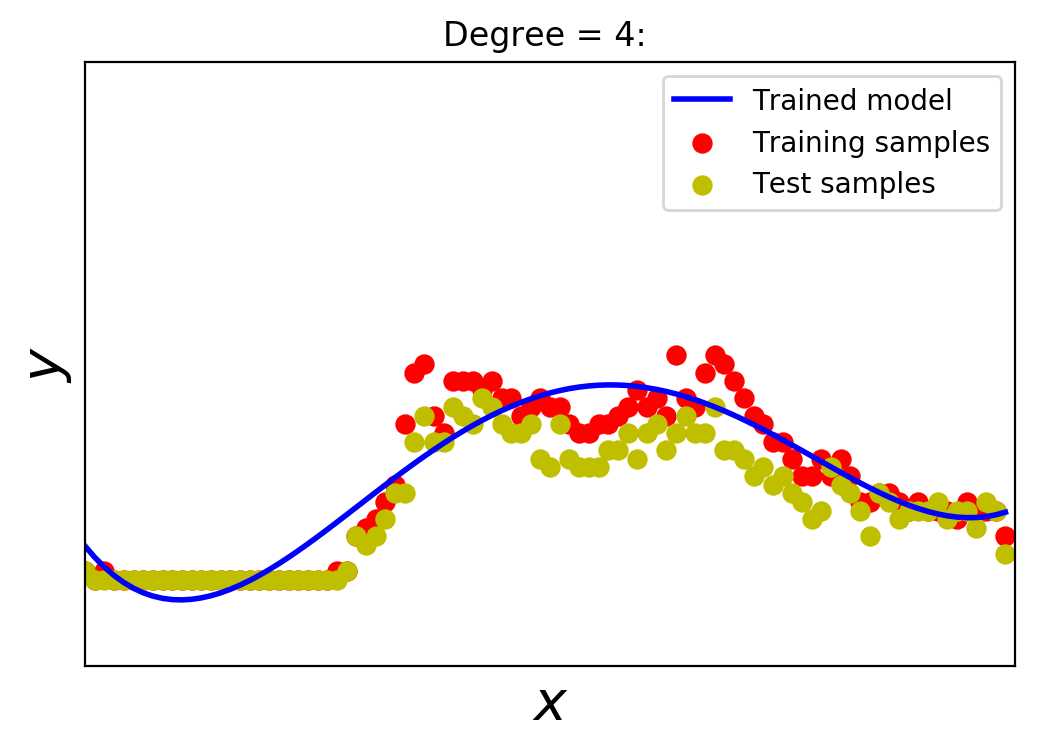 Degree = 4:
Trained model
Training samples
Test samples
y
x